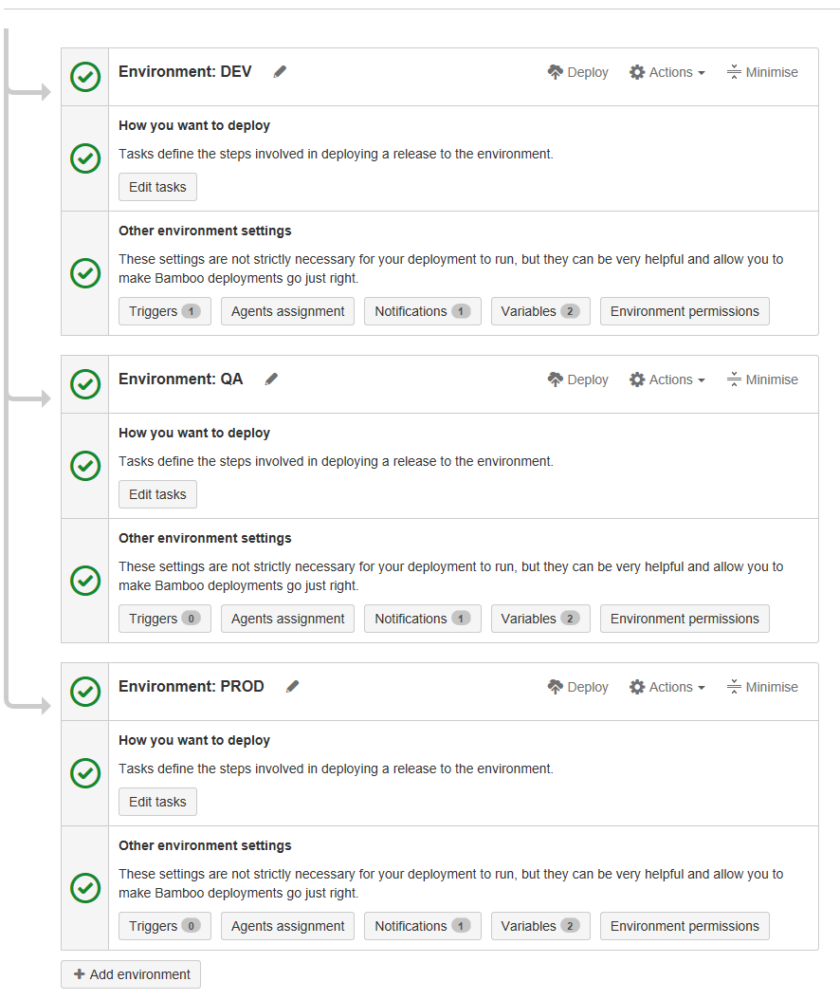 Environment: DEV Deploy Actions Minimise
How you want to deploy
Tasks define the steps involved in deploying a release to the environment.
Edit tasks
Other environment settings
These settings are not strictly necessary for your deployment to run, but they can be very helpful and allow you to
make Bamboo deployments go just right.
Triggers 1 Agents assignment Notifications 1 Variables 2 Environment permissions
Environment: QA Deploy Actions Minimise
How you want to deploy
Tasks define the steps involved in deploying a release to the environment.
Edit tasks
Other environment settings
These settings are not strictly necessary for your deployment to run, but they can be very helpful and allow you to
make Bamboo deployments go just right.
Triggers 0 Agents assignment Notifications 1 Variables 2 Environment permissions
Environment: PROD Deploy Actions Minimise
How you want to deploy
Tasks define the steps involved in deploying a release to the environment.
Edit tasks
Other environment settings
These settings are not strictly necessary for your deployment to run, but they can be very helpful and allow you to
make Bamboo deployments go just right.
Triggers 0 Agents assignment Notifications 1 Variables 2 Environment permissions
+ Add environment